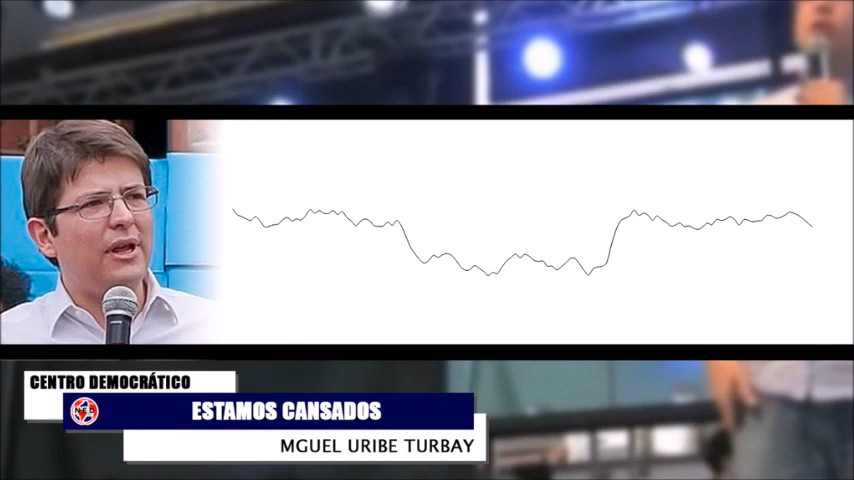 CENTRO DEMOCRÁTICO
ESTAMOS CANSADOS
MGUEL URIBE TURBAY